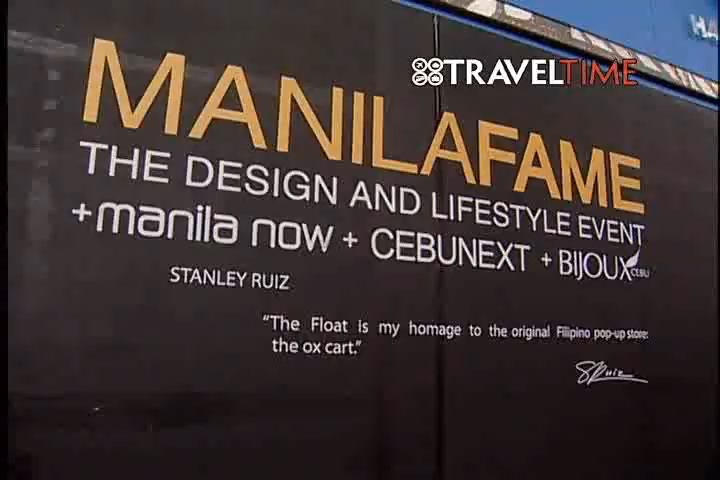 TRAVELTIME
MANILAFAME
THE DESIGN AND LIFESTYLE EVENT
+manila now + CEBUNEXT + BIJOUX CEBU
STANLEY RUIZ
"The Float is my homage to the original Filipino pop-up store:
the ox cart."
SRuiz